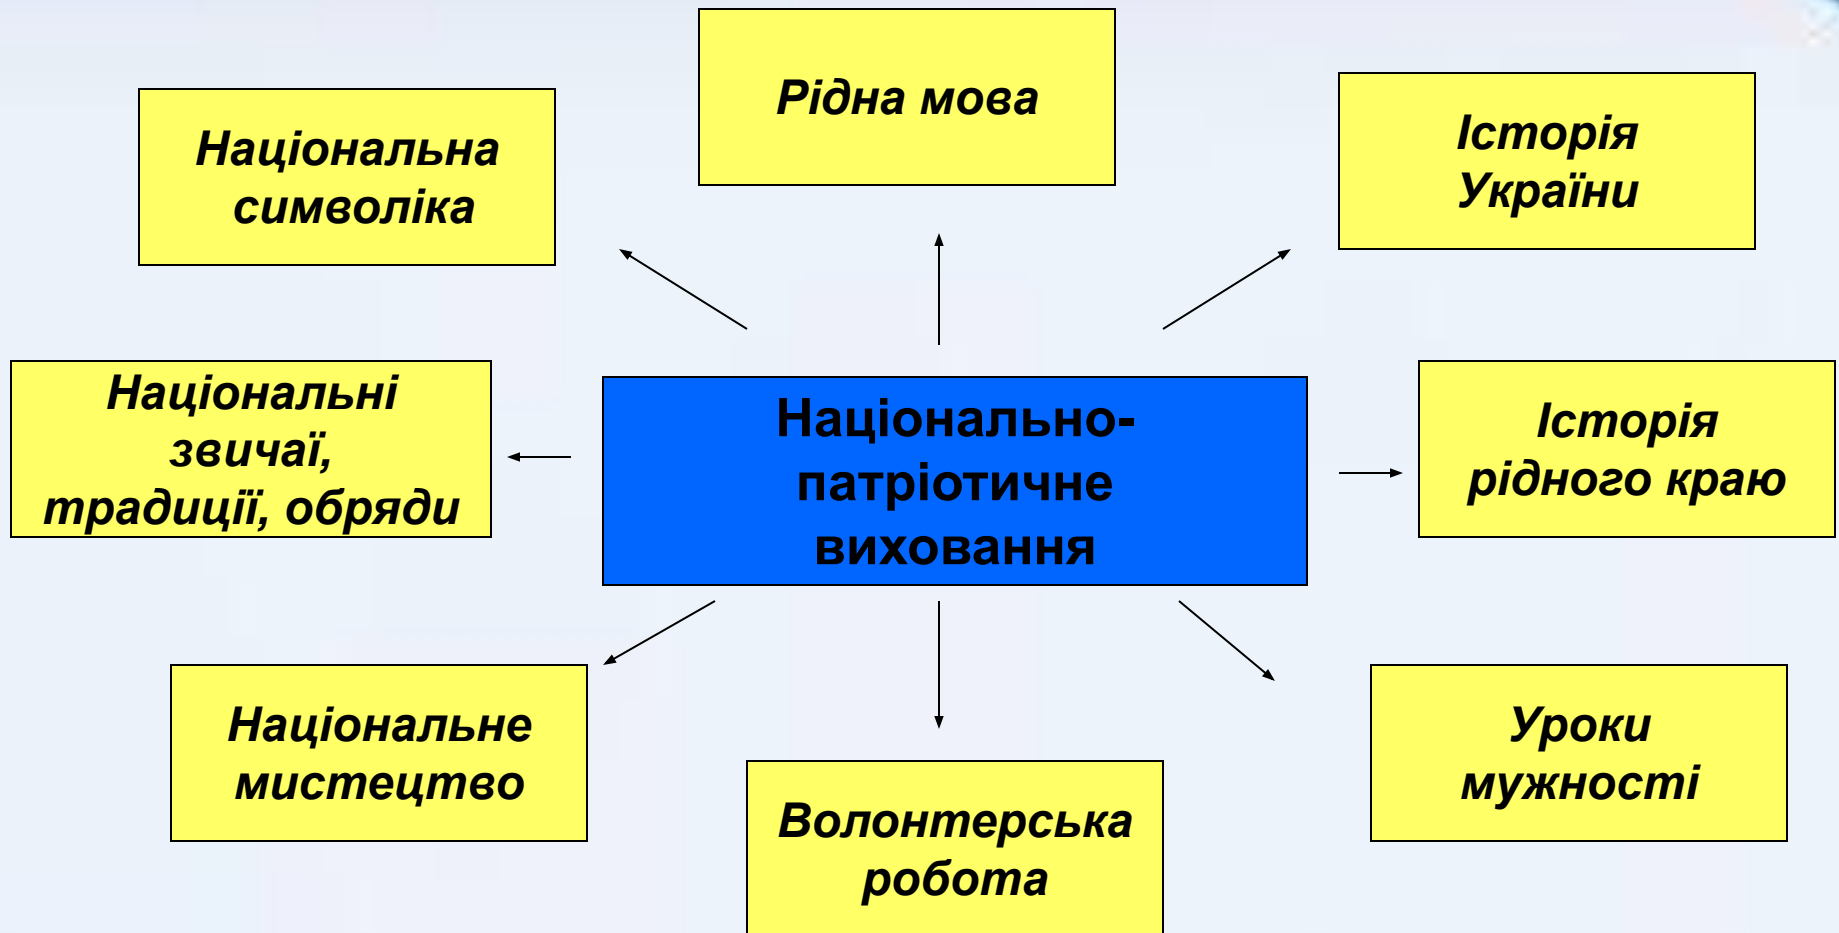 Рідна мова
Національна
символіка
Історія
України
Національні
звичаї,
традиції, обряди
Національно-
патріотичне
виховання
Історія
рідного краю
Національне
мистецтво
Волонтерська
робота
Уроки
мужності